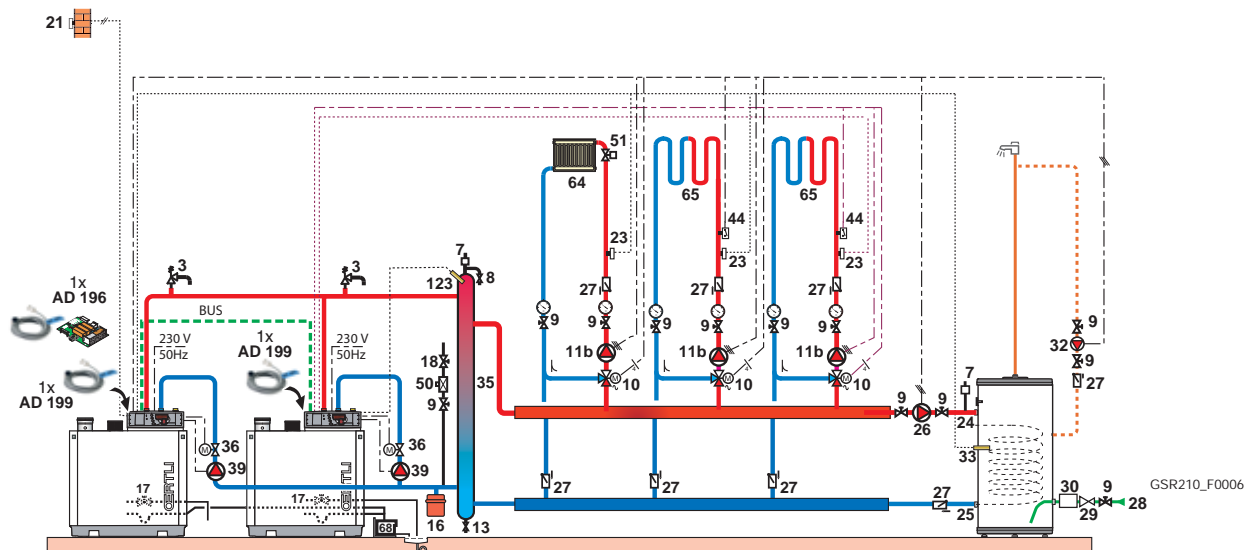 21
1x
AD 196
1x
AD 199
3
BUS
230 V
50Hz
1x
AD 199
3
230 V
50Hz
7
8
123
18
50
9
35
36
M
39
36
M
39
17
OERTLI
17
OERTLI
68
16
13
51
64
65
65
23
44
23
44
23
27
27
27
9
9
9
9
9
9
11b
11b
11b
M
10
M
10
M
10
9
9
26
7
24
33
25
27
27
27
27
9
32
9
27
30
29
9
28
GSR210_F0006